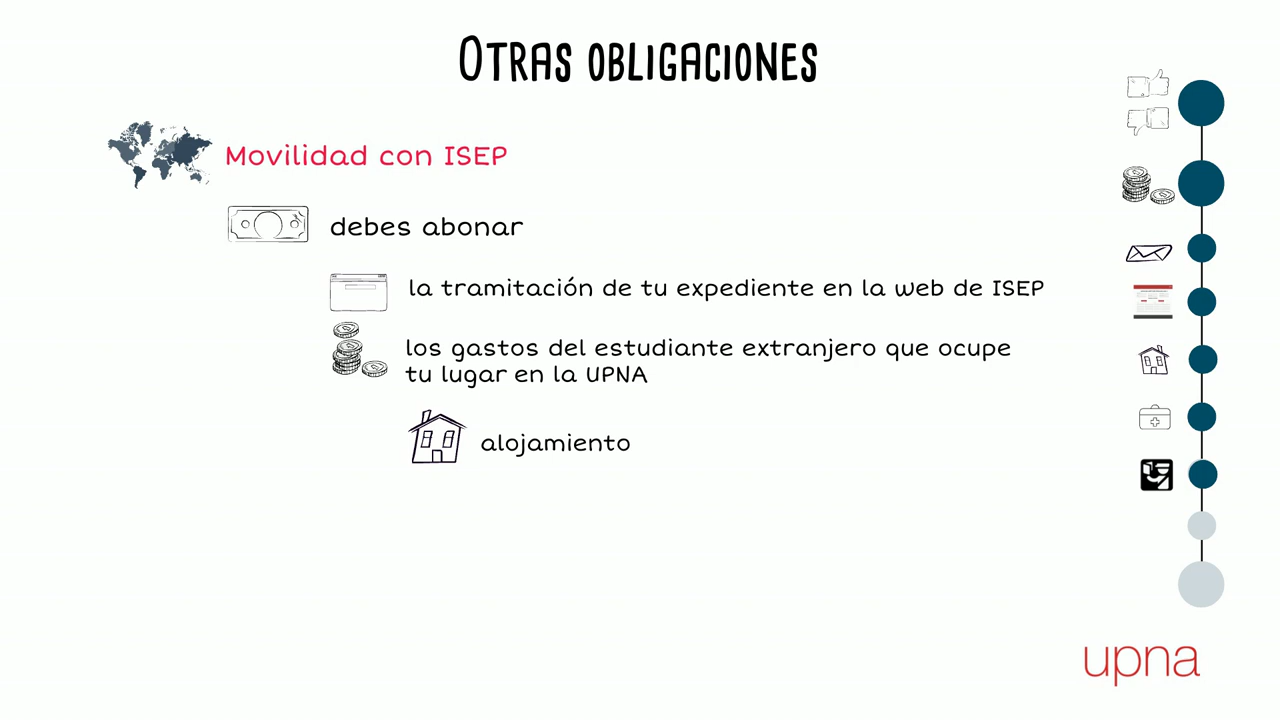 OTRAS OBLIGACIONES
Movilidad con ISEP
debes abonar
la tramitación de tu expediente en la web de ISEP
los gastos del estudiante extranjero que ocupe
tu lugar en la UPNA
alojamiento
upna